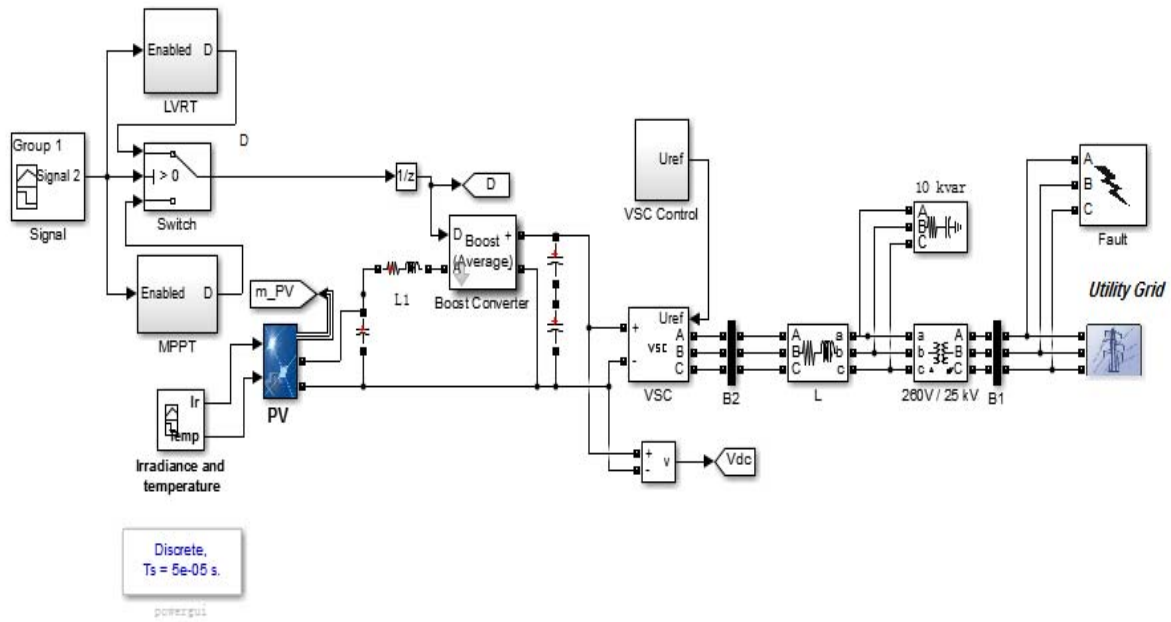 Enabled D
LVRT
Group 1
Signal 2
Signal
> 0
D
Switch
Enabled D
MPPT
1/z
D
D Boost +
(Average)
A
Boost Converter
L1
m_PV
PV
Ir
Temp
Irradiance and
temperature
Uref
VSC Control
Uref
+ A
VSC B
- C
VSC
B2
A a
B b
C c
L
10 kvar
A
B
C
a A
b B
c C
260V / 25 kV
B1
A
B
C
Fault
Utility Grid
+
-
v
Vdc
Discrete,
Ts = 5e-05 s.
powergui